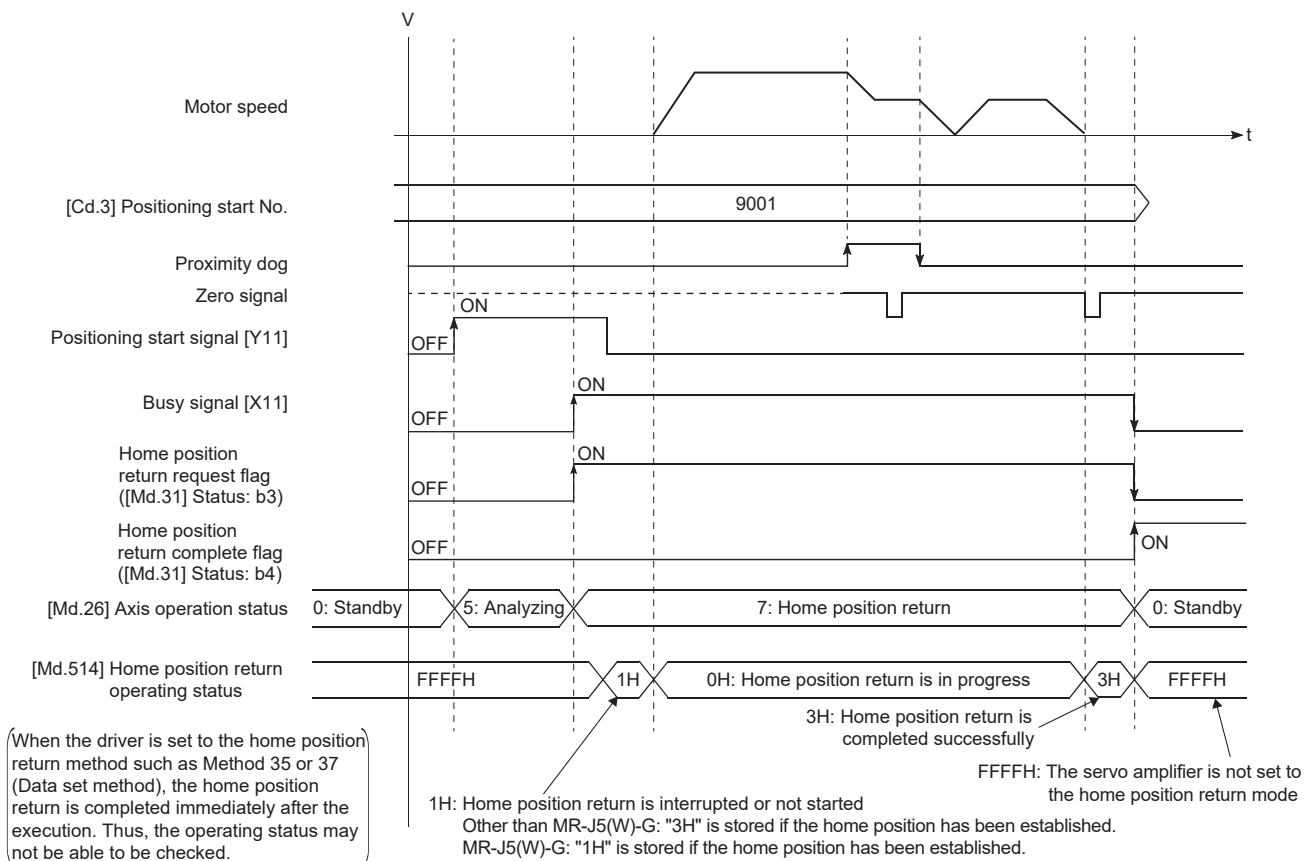 V
Motor speed
t
[Cd.3] Positioning start No.
9001
Proximity dog
Zero signal
ON
Positioning start signal [Y11]
OFF
ON
Busy signal [X11]
OFF
Home position
return request flag
([Md.31] Status: b3)
ON
OFF
Home position
return complete flag
([Md.31] Status: b4)
OFF
ON
[Md.26] Axis operation status
0: Standby
5: Analyzing
7: Home position return
0: Standby
[Md.514] Home position return
operating status
FFFFH
1H
0H: Home position return is in progress
3H
FFFFH
3H: Home position return is
completed successfully
FFFFH: The servo amplifier is not set to
the home position return mode
When the driver is set to the home position
return method such as Method 35 or 37
(Data set method), the home position
return is completed immediately after the
execution. Thus, the operating status may
not be able to be checked.
1H: Home position return is interrupted or not started
Other than MR-J5(W)-G: "3H" is stored if the home position has been established.
MR-J5(W)-G: "1H" is stored if the home position has been established.